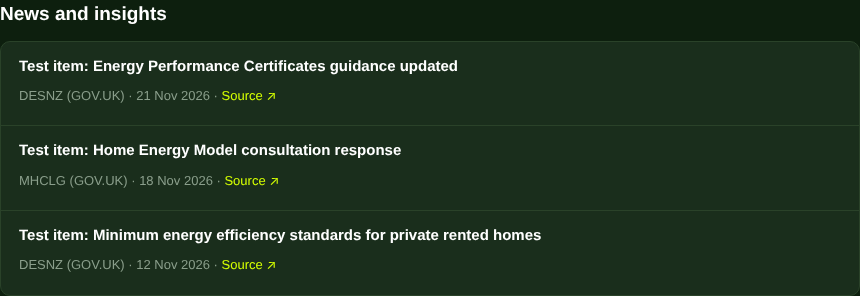 News and insights
Test item: Energy Performance Certificates guidance updated
DESNZ (GOV.UK) · 21 Nov 2026 · Source ↗
Test item: Home Energy Model consultation response
MHCLG (GOV.UK) · 18 Nov 2026 · Source ↗
Test item: Minimum energy efficiency standards for private rented homes
DESNZ (GOV.UK) · 12 Nov 2026 · Source ↗